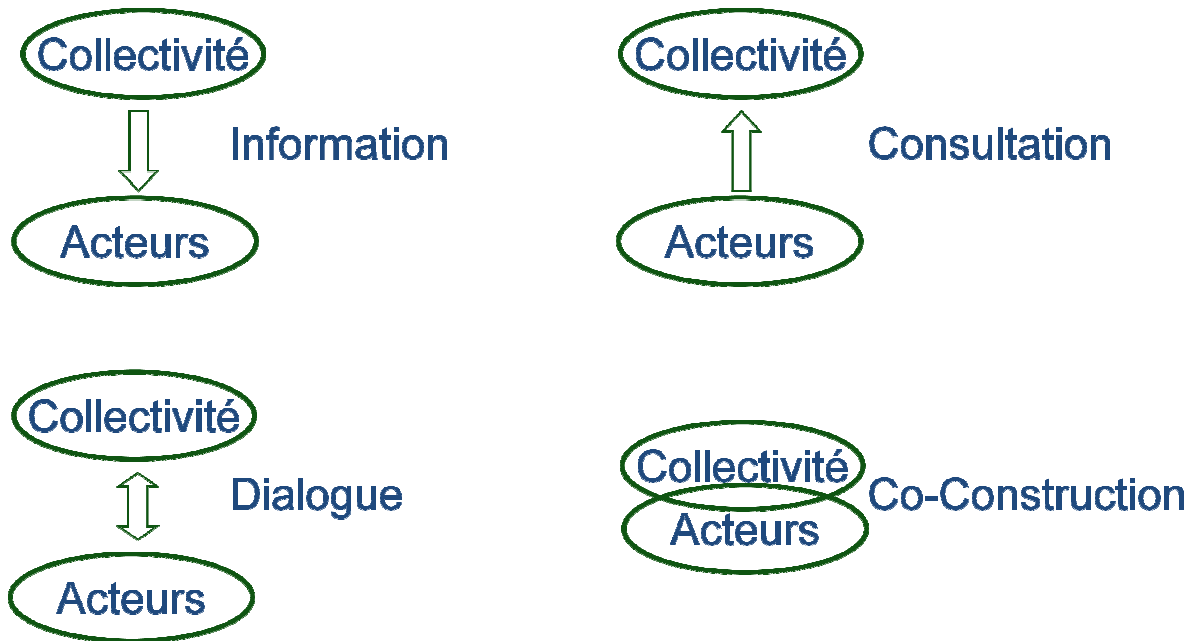 Collectivité
Information
Acteurs
Collectivité
Consultation
Acteurs
Collectivité
Dialogue
Acteurs
Collectivité
Co-Construction
Acteurs